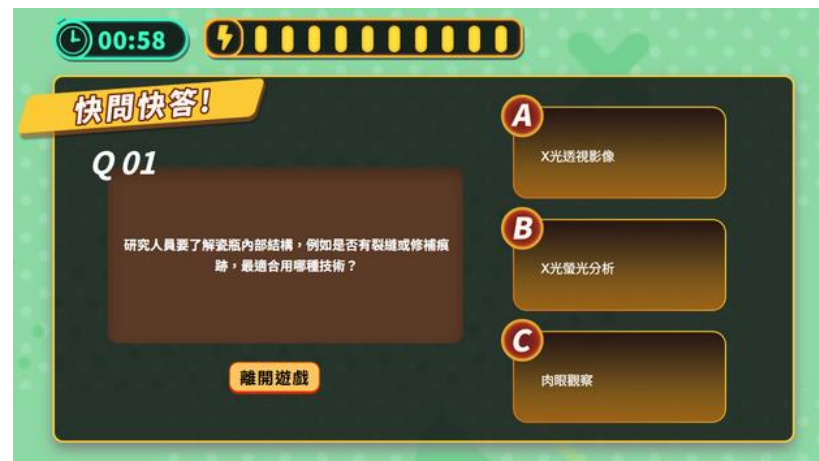 00:58
快問快答!
Q 01
研究人員要了解瓷瓶內部結構，例如是否有裂縫或修補痕
跡，最適合用哪種技術？
離開遊戲
A
X光透視影像
B
X光螢光分析
C
肉眼觀察